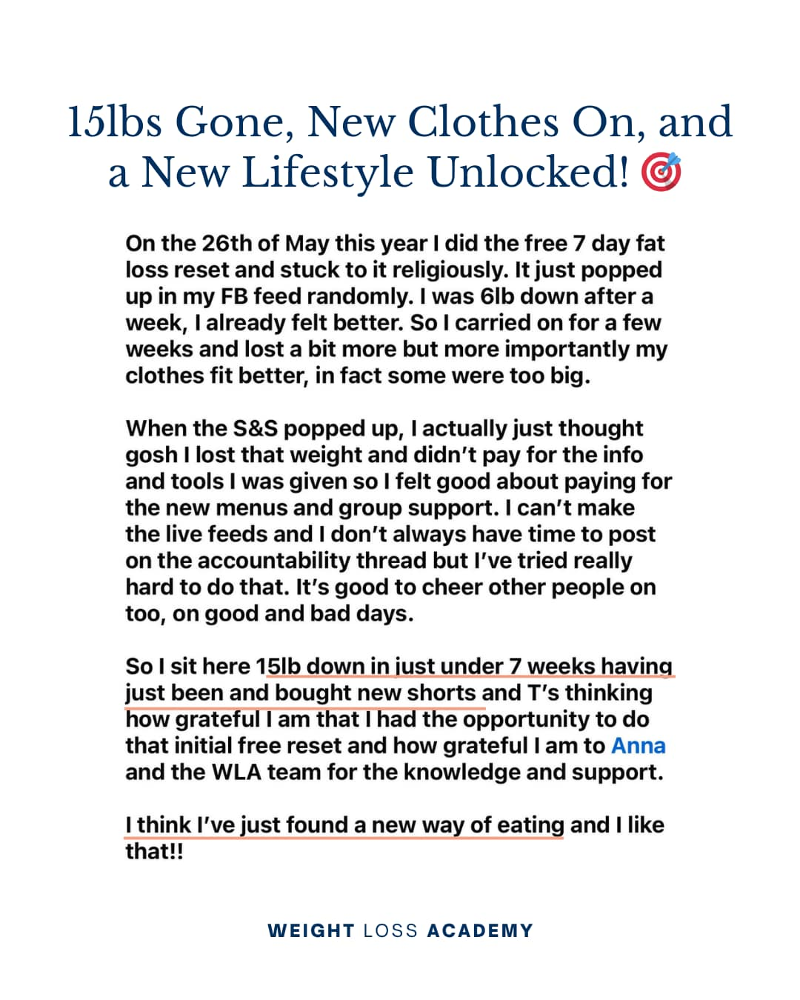 15lbs Gone, New Clothes On, and
a New Lifestyle Unlocked! 🎯
On the 26th of May this year I did the free 7 day fat
loss reset and stuck to it religiously. It just popped
up in my FB feed randomly. I was 6lb down after a
week, I already felt better. So I carried on for a few
weeks and lost a bit more but more importantly my
clothes fit better, in fact some were too big.
When the S&S popped up, I actually just thought
gosh I lost that weight and didn’t pay for the info
and tools I was given so I felt good about paying for
the new menus and group support. I can’t make
the live feeds and I don’t always have time to post
on the accountability thread but I’ve tried really
hard to do that. It’s good to cheer other people on
too, on good and bad days.
So I sit here 15lb down in just under 7 weeks having
just been and bought new shorts and T’s thinking
how grateful I am that I had the opportunity to do
that initial free reset and how grateful I am to Anna
and the WLA team for the knowledge and support.
I think I’ve just found a new way of eating and I like
that!!
WEIGHT LOSS ACADEMY